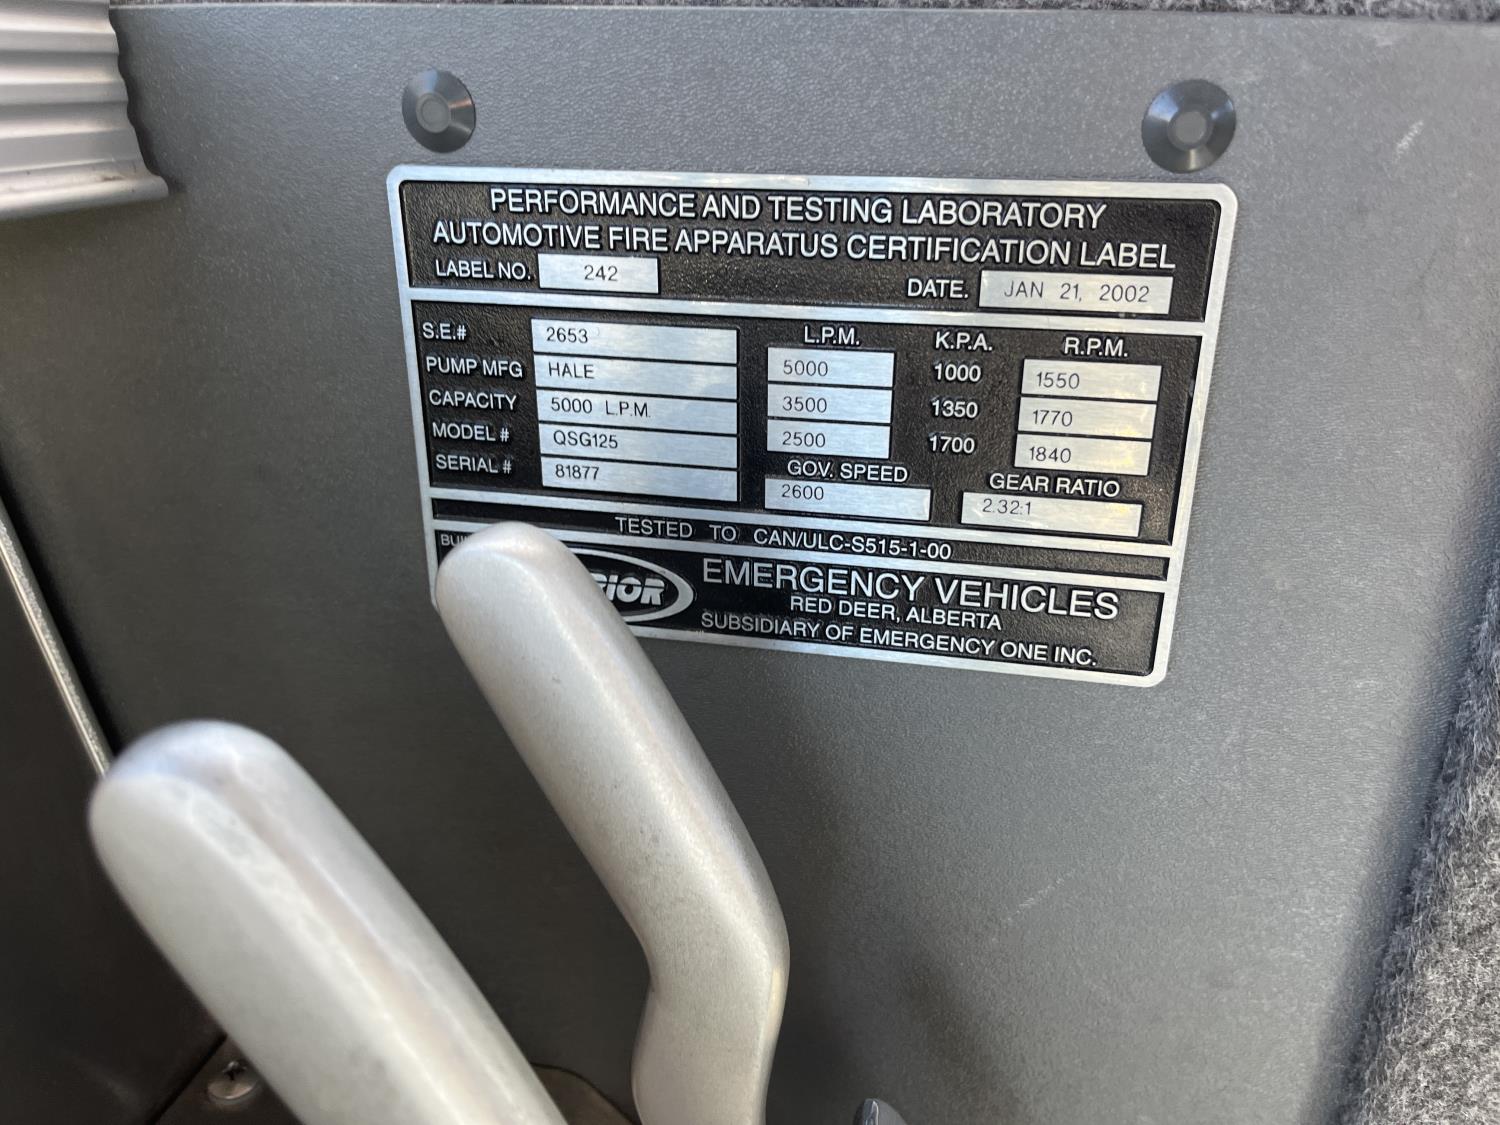 PERFORMANCE AND TESTING LABORATORY
AUTOMOTIVE FIRE APPARATUS CERTIFICATION LABEL
LABEL NO. 242 DATE. JAN 21, 2002
S.E.# 2653
PUMP MFG HALE
CAPACITY 5000 L.P.M.
MODEL # QSG125
SERIAL # 81877
L.P.M. K.P.A. R.P.M.
5000 1000 1550
3500 1350 1770
2500 1700 1840
GOV. SPEED GEAR RATIO
2600 2.32:1
TESTED TO CAN/ULC-S515-1-00
EMERGENCY VEHICLES
RED DEER, ALBERTA
SUBSIDIARY OF EMERGENCY ONE INC.